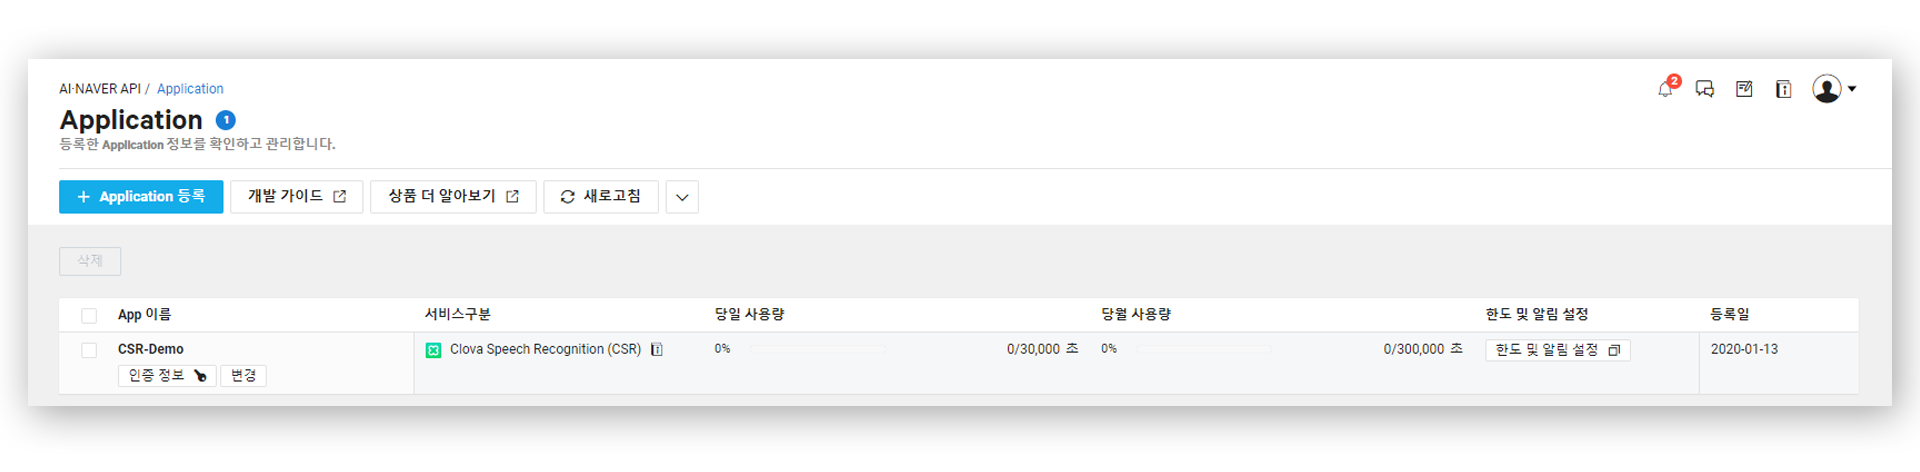 AI·NAVER API / Application
2
Application 1
등록한 Application 정보를 확인하고 관리합니다.
+ Application 등록 개발 가이드 상품 더 알아보기 새로고침
삭제
App 이름 서비스구분 당일 사용량 당월 사용량 한도 및 알림 설정 등록일
CSR-Demo Clova Speech Recognition (CSR) 0% 0/30,000 초 0% 0/300,000 초 한도 및 알림 설정 2020-01-13
인증 정보 변경